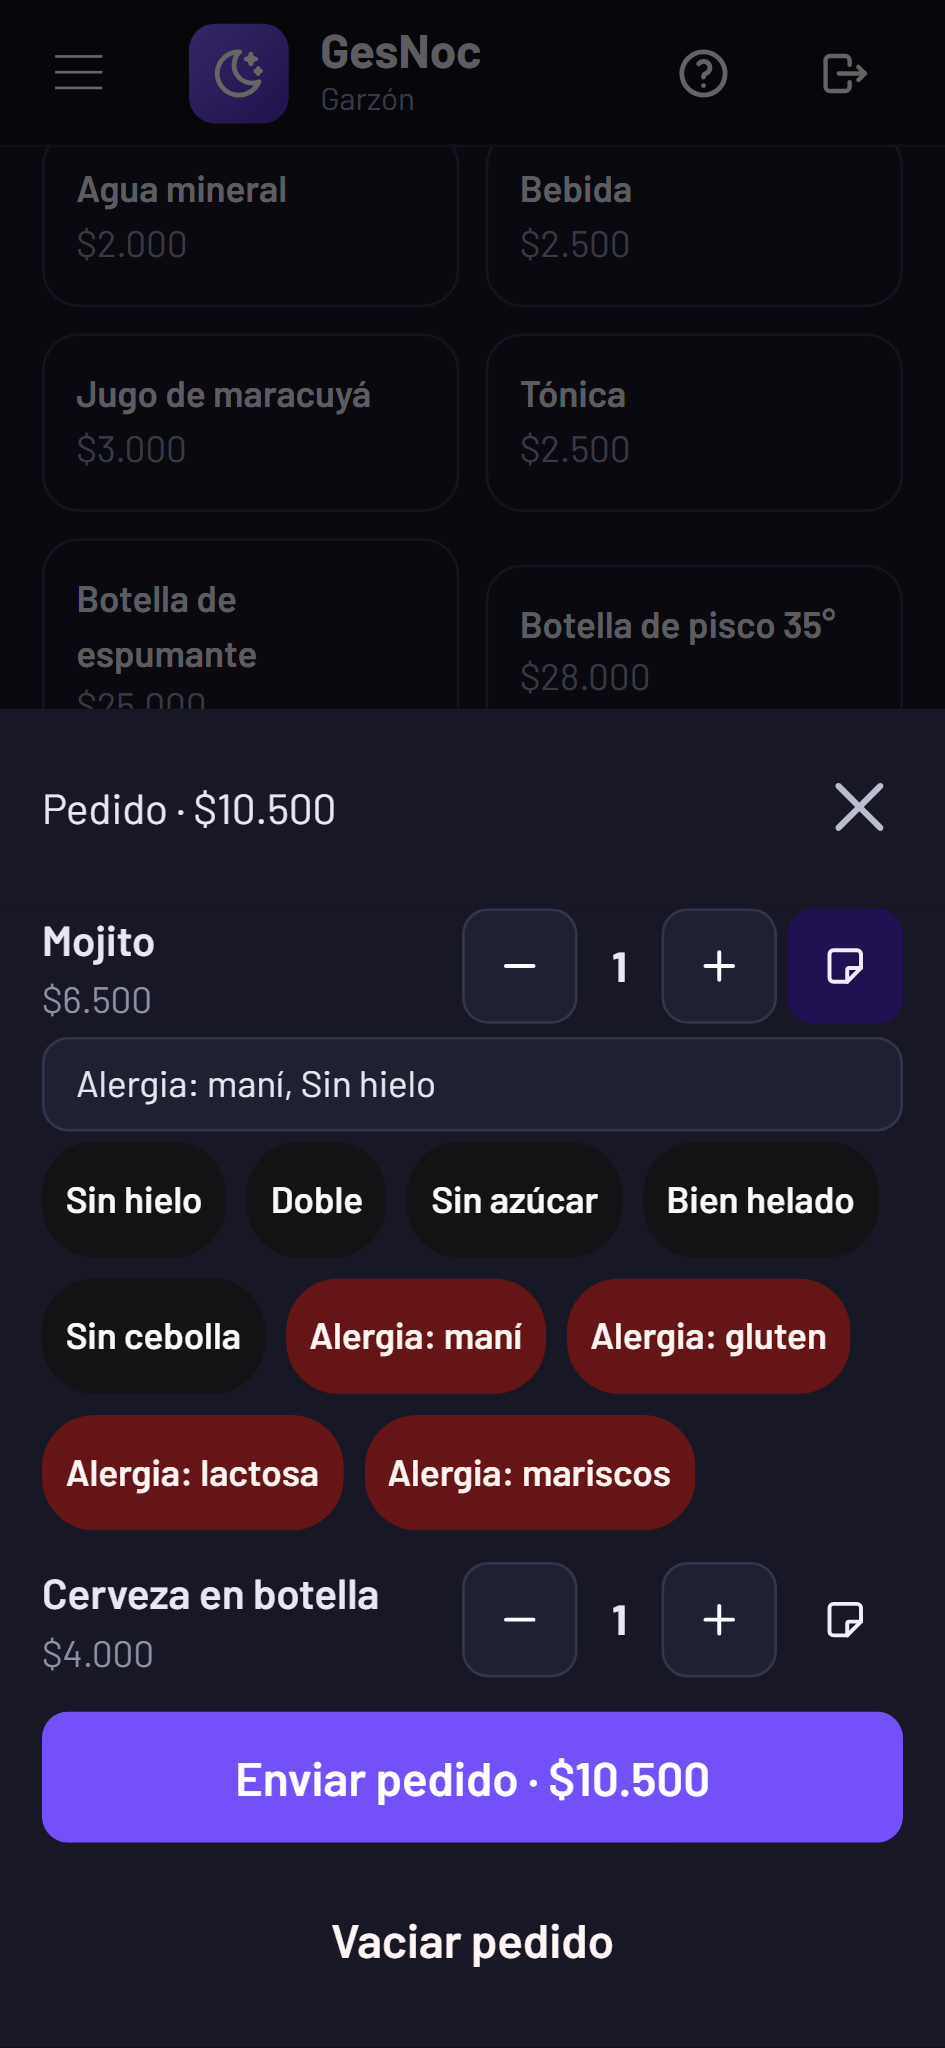 GesNoc
Garzón
Agua mineral
$2.000
Bebida
$2.500
Jugo de maracuyá
$3.000
Tónica
$2.500
Botella de
espumante
$25.000
Botella de pisco 35°
$28.000
Pedido · $10.500
Mojito
$6.500
1
Alergia: maní, Sin hielo
Sin hielo
Doble
Sin azúcar
Bien helado
Sin cebolla
Alergia: maní
Alergia: gluten
Alergia: lactosa
Alergia: mariscos
Cerveza en botella
$4.000
1
Enviar pedido · $10.500
Vaciar pedido